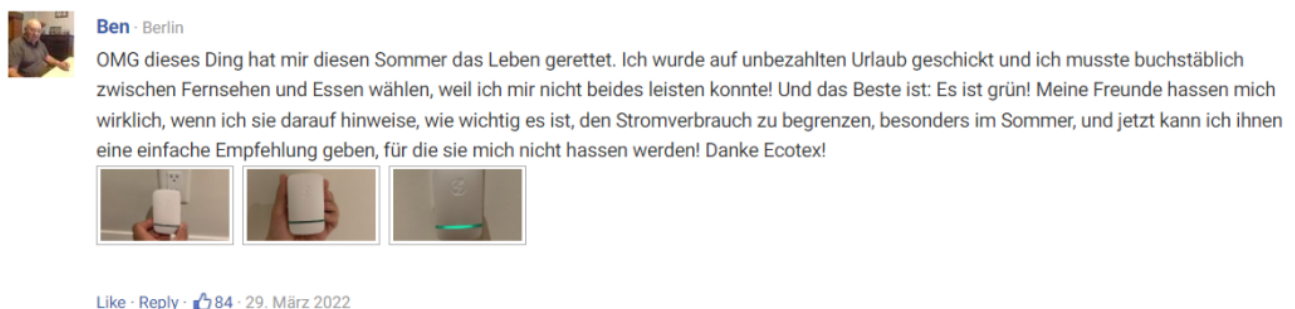 Ben · Berlin
OMG dieses Ding hat mir diesen Sommer das Leben gerettet. Ich wurde auf unbezahlten Urlaub geschickt und ich musste buchstäblich
zwischen Fernsehen und Essen wählen, weil ich mir nicht beides leisten konnte! Und das Beste ist: Es ist grün! Meine Freunde hassen mich
wirklich, wenn ich sie darauf hinweise, wie wichtig es ist, den Stromverbrauch zu begrenzen, besonders im Sommer, und jetzt kann ich ihnen
eine einfache Empfehlung geben, für die sie mich nicht hassen werden! Danke Ecotex!
Like · Reply · 84 · 29. März 2022